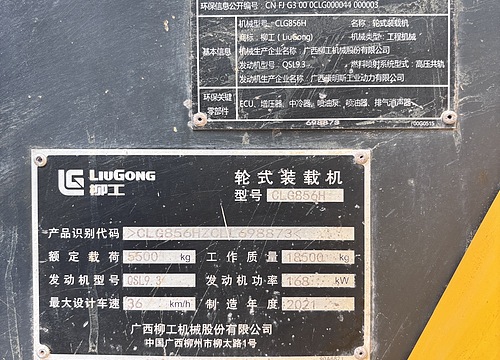 环保信息公开编号: CN FJ G3 00 0CLG000044 000003
基本信息
机械型号: CLG856H 名称: 轮式装载机
商标: 柳工 (LiuGong) 机械类型: 工程机械
机械生产企业名称: 广西柳工机械股份有限公司
发动机型号: QSL9.3 燃料喷射系统型式: 高压共轨
发动机生产企业名称: 广西康明斯工业动力有限公司
环保关键零部件
ECU、增压器、中冷器、喷油泵、喷油器、排气消声器
698873
00G0515
LIUGONG
柳工
轮式装载机
型号 CLG856H
产品识别代码 >CLG856HZCLL698873<
额定载荷 5500 kg 工作质量 18500 kg
发动机型号 QSL9.3 发动机功率 168 kW
最大设计车速 36 km/h 制造年度 2021
广西柳工机械股份有限公司
中国广西柳州市柳太路1号